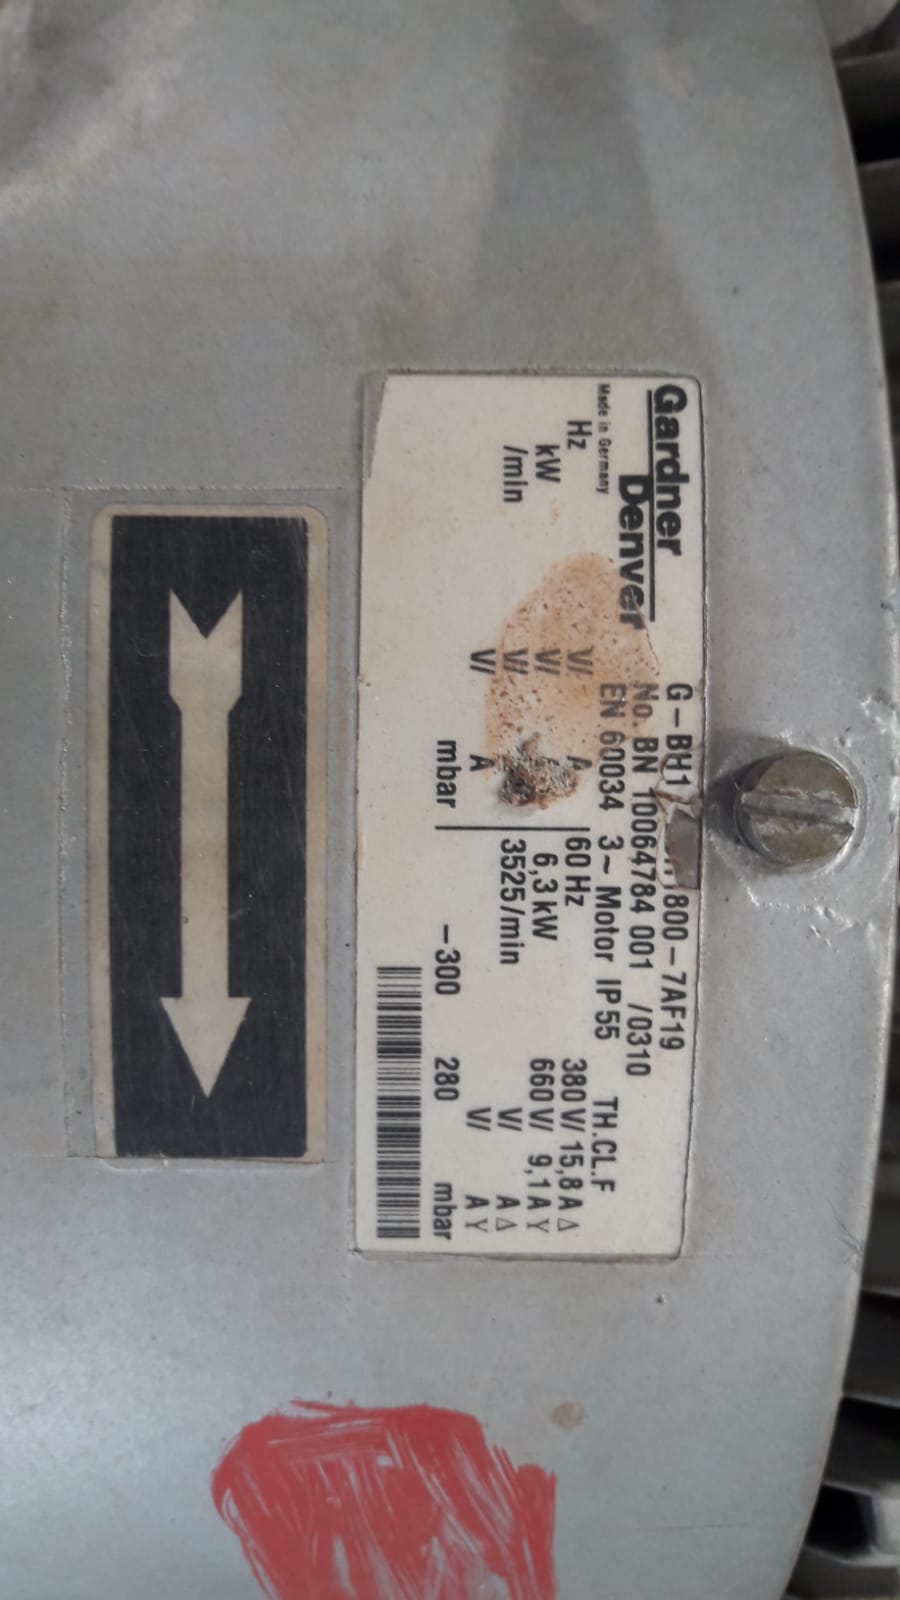 Gardner
Denver
Made in Germany
G-BH1 800-7AF19
No. BN 10064784 001 /0310
EN 60034 3~ Motor IP 55 TH.CL.F
Hz V/ A 60 Hz 380 V/ 15,8 A Δ
kW V/ 6,3 kW 660 V/ 9,1 A Y
/min V/ 3525/min V/ A Δ
V/ A V/ A Y
mbar -300 280 mbar